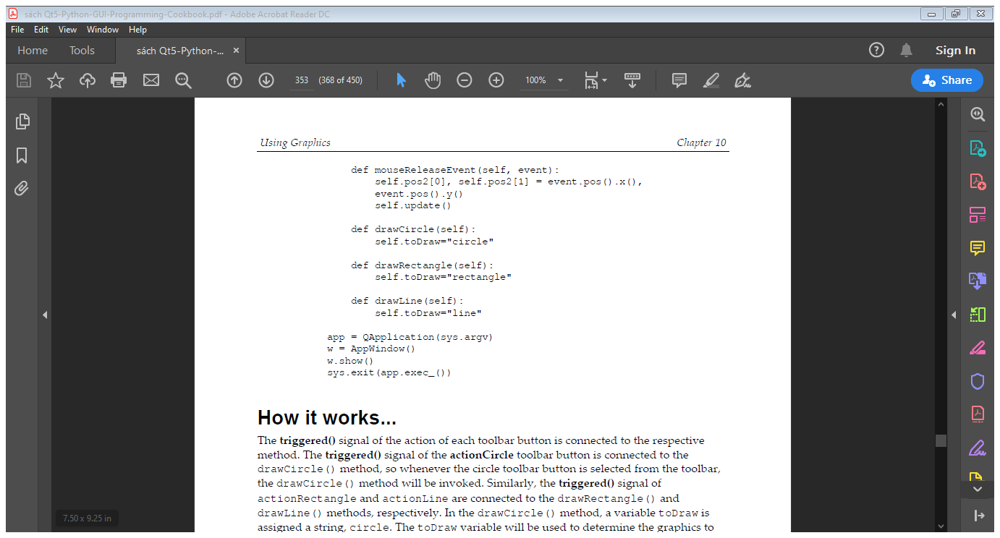 sách Qt5-Python-GUI-Programming-Cookbook.pdf - Adobe Acrobat Reader DC
File Edit View Window Help
Home Tools sách Qt5-Python-... × ? Sign In
353 (368 of 450) 100% Share
Using Graphics Chapter 10
def mouseReleaseEvent(self, event):
self.pos2[0], self.pos2[1] = event.pos().x(),
event.pos().y()
self.update()
def drawCircle(self):
self.toDraw="circle"
def drawRectangle(self):
self.toDraw="rectangle"
def drawLine(self):
self.toDraw="line"
app = QApplication(sys.argv)
w = AppWindow()
w.show()
sys.exit(app.exec_())
How it works...
The triggered() signal of the action of each toolbar button is connected to the respective
method. The triggered() signal of the actionCircle toolbar button is connected to the
drawCircle() method, so whenever the circle toolbar button is selected from the toolbar,
the drawCircle() method will be invoked. Similarly, the triggered() signal of
actionRectangle and actionLine are connected to the drawRectangle() and
drawLine() methods, respectively. In the drawCircle() method, a variable toDraw is
assigned a string, circle. The toDraw variable will be used to determine the graphics to
7.50 x 9.25 in